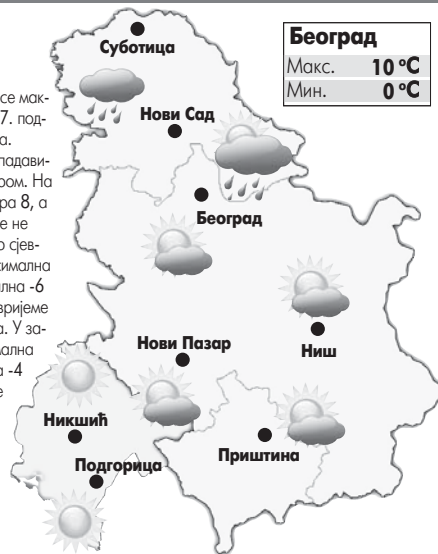 Београд
Макс. 10 °C
Мин. 0 °C
Суботица
Нови Сад
Београд
Нови Пазар
Ниш
Никшић
Подгорица
Приштина
се мак-
7. под-
а.
падави-
ром. На
ра 8, а
е не
о сјев-
симална
ална -6
вријеме
а. У за-
мална
а -4
е